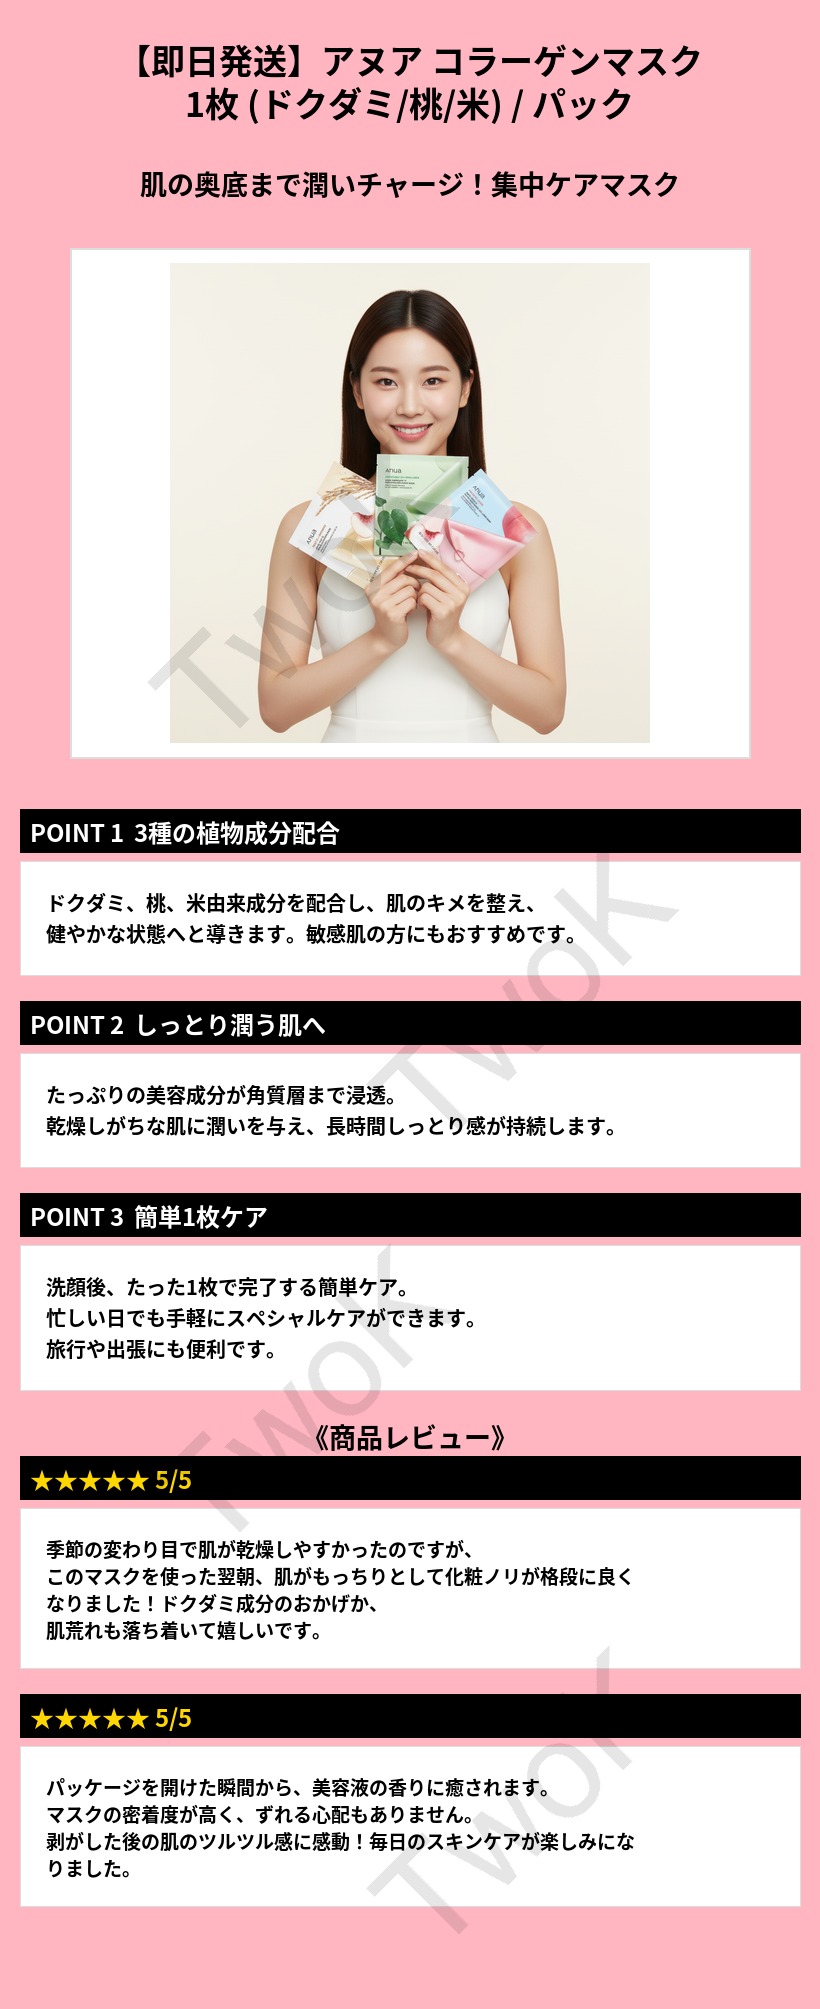 【即日発送】アヌア コラーゲンマスク
1枚 (ドクダミ/桃/米) / パック
肌の奥底まで潤いチャージ！集中ケアマスク
Anua
Anua
Anua
TwoK
POINT 1 3種の植物成分配合
ドクダミ、桃、米由来成分を配合し、肌のキメを整え、
健やかな状態へと導きます。敏感肌の方にもおすすめです。
TwoK
POINT 2 しっとり潤う肌へ
たっぷりの美容成分が角質層まで浸透。
乾燥しがちな肌に潤いを与え、長時間しっとり感が持続します。
POINT 3 簡単1枚ケア
洗顔後、たった1枚で完了する簡単ケア。
忙しい日でも手軽にスペシャルケアができます。
旅行や出張にも便利です。
TwoK
《商品レビュー》
★★★★★ 5/5
季節の変わり目で肌が乾燥しやすかったのですが、
このマスクを使った翌朝、肌がもっちりとして化粧ノリが格段に良く
なりました！ドクダミ成分のおかげか、
肌荒れも落ち着いて嬉しいです。
★★★★★ 5/5
パッケージを開けた瞬間から、美容液の香りに癒されます。
マスクの密着度が高く、ずれる心配もありません。
剥がした後の肌のツルツル感に感動！毎日のスキンケアが楽しみにな
りました。
TwoK